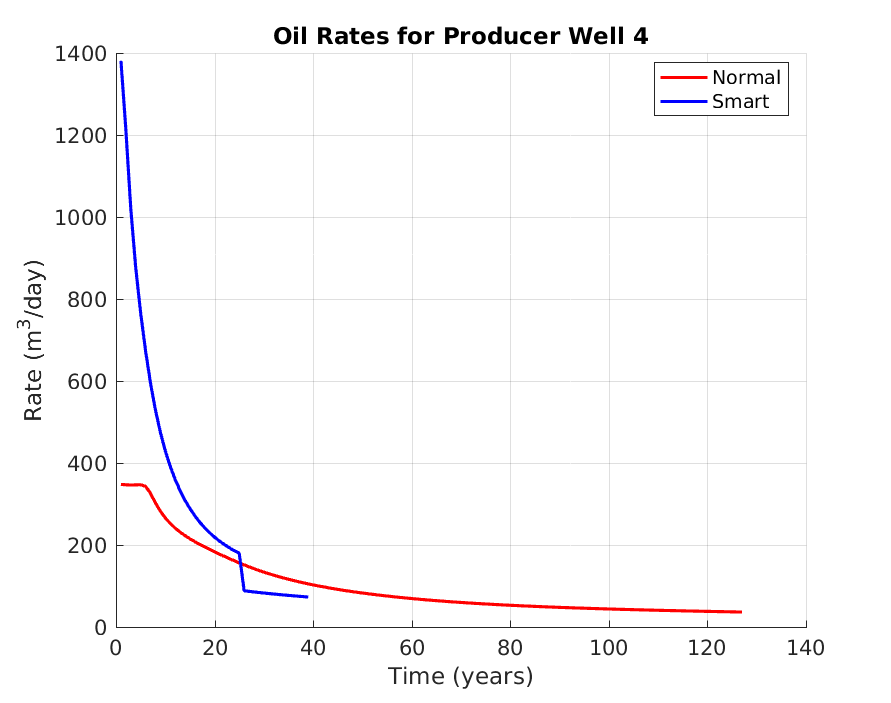 Oil Rates for Producer Well 4
1400
1200
1000
800
600
400
200
0
Rate (m³/day)
Normal
Smart
0 20 40 60 80 100 120 140
Time (years)